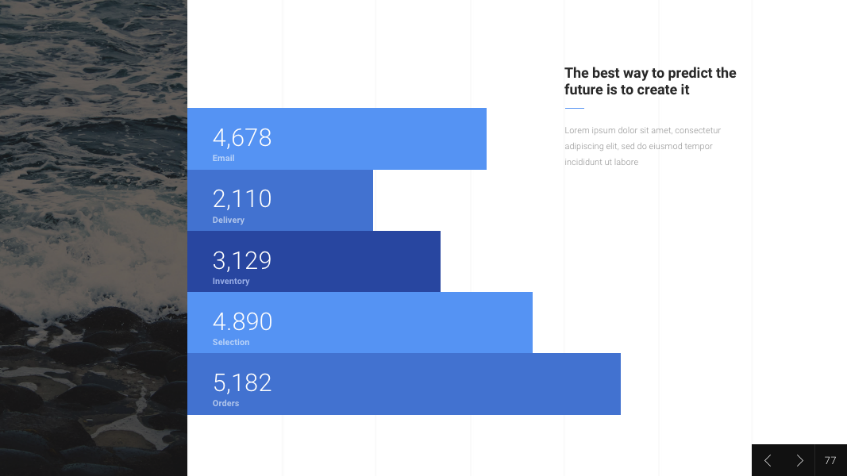 The best way to predict the
future is to create it
Lorem ipsum dolor sit amet, consectetur
adipiscing elit, sed do eiusmod tempor
incididunt ut labore
4,678
Email
2,110
Delivery
3,129
Inventory
4.890
Selection
5,182
Orders
77